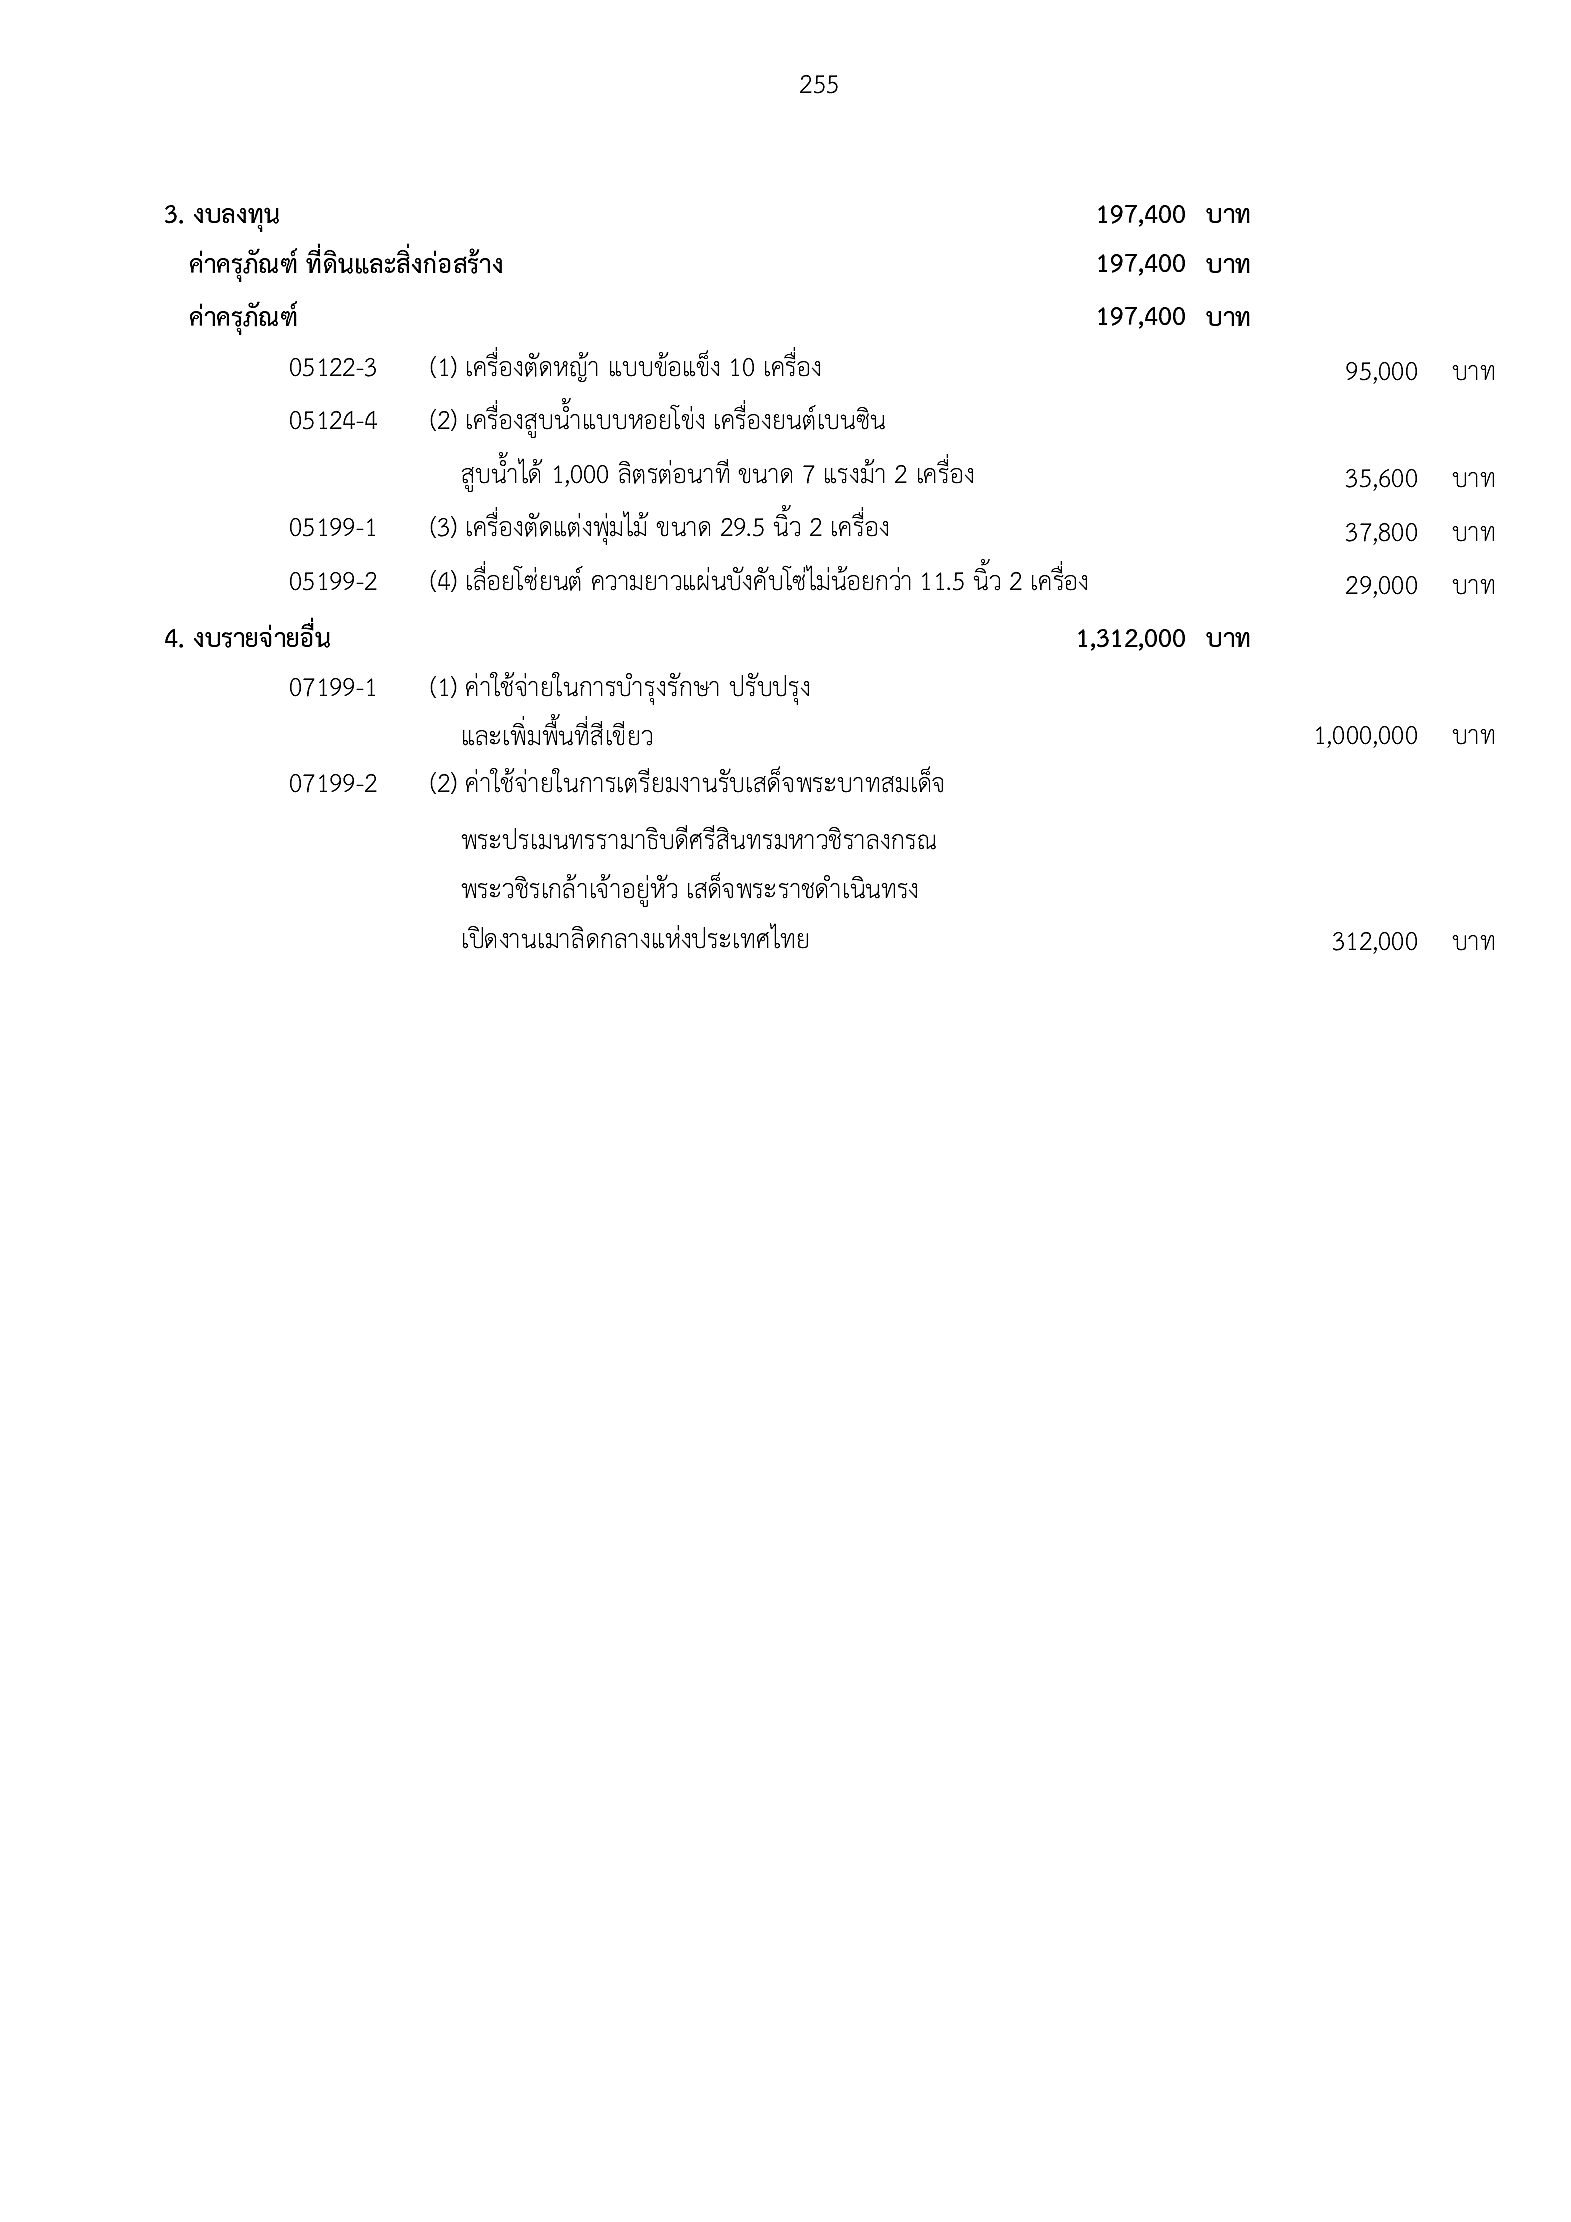 255
3. งบลงทุน 197,400 บาท
ค่าครุภัณฑ์ ที่ดินและสิ่งก่อสร้าง 197,400 บาท
ค่าครุภัณฑ์ 197,400 บาท
05122-3 (1) เครื่องตัดหญ้า แบบข้อแข็ง 10 เครื่อง 95,000 บาท
05124-4 (2) เครื่องสูบน้ำแบบหอยโข่ง เครื่องยนต์เบนซิน
สูบน้ำได้ 1,000 ลิตรต่อนาที ขนาด 7 แรงม้า 2 เครื่อง 35,600 บาท
05199-1 (3) เครื่องตัดแต่งพุ่มไม้ ขนาด 29.5 นิ้ว 2 เครื่อง 37,800 บาท
05199-2 (4) เลื่อยโซ่ยนต์ ความยาวแผ่นบังคับโซ่ไม่น้อยกว่า 11.5 นิ้ว 2 เครื่อง 29,000 บาท
4. งบรายจ่ายอื่น 1,312,000 บาท
07199-1 (1) ค่าใช้จ่ายในการบำรุงรักษา ปรับปรุง
และเพิ่มพื้นที่สีเขียว 1,000,000 บาท
07199-2 (2) ค่าใช้จ่ายในการเตรียมงานรับเสด็จพระบาทสมเด็จ
พระปรเมนทรรามาธิบดีศรีสินทรมหาวชิราลงกรณ
พระวชิรเกล้าเจ้าอยู่หัว เสด็จพระราชดำเนินทรง
เปิดงานเมาลิดกลางแห่งประเทศไทย 312,000 บาท